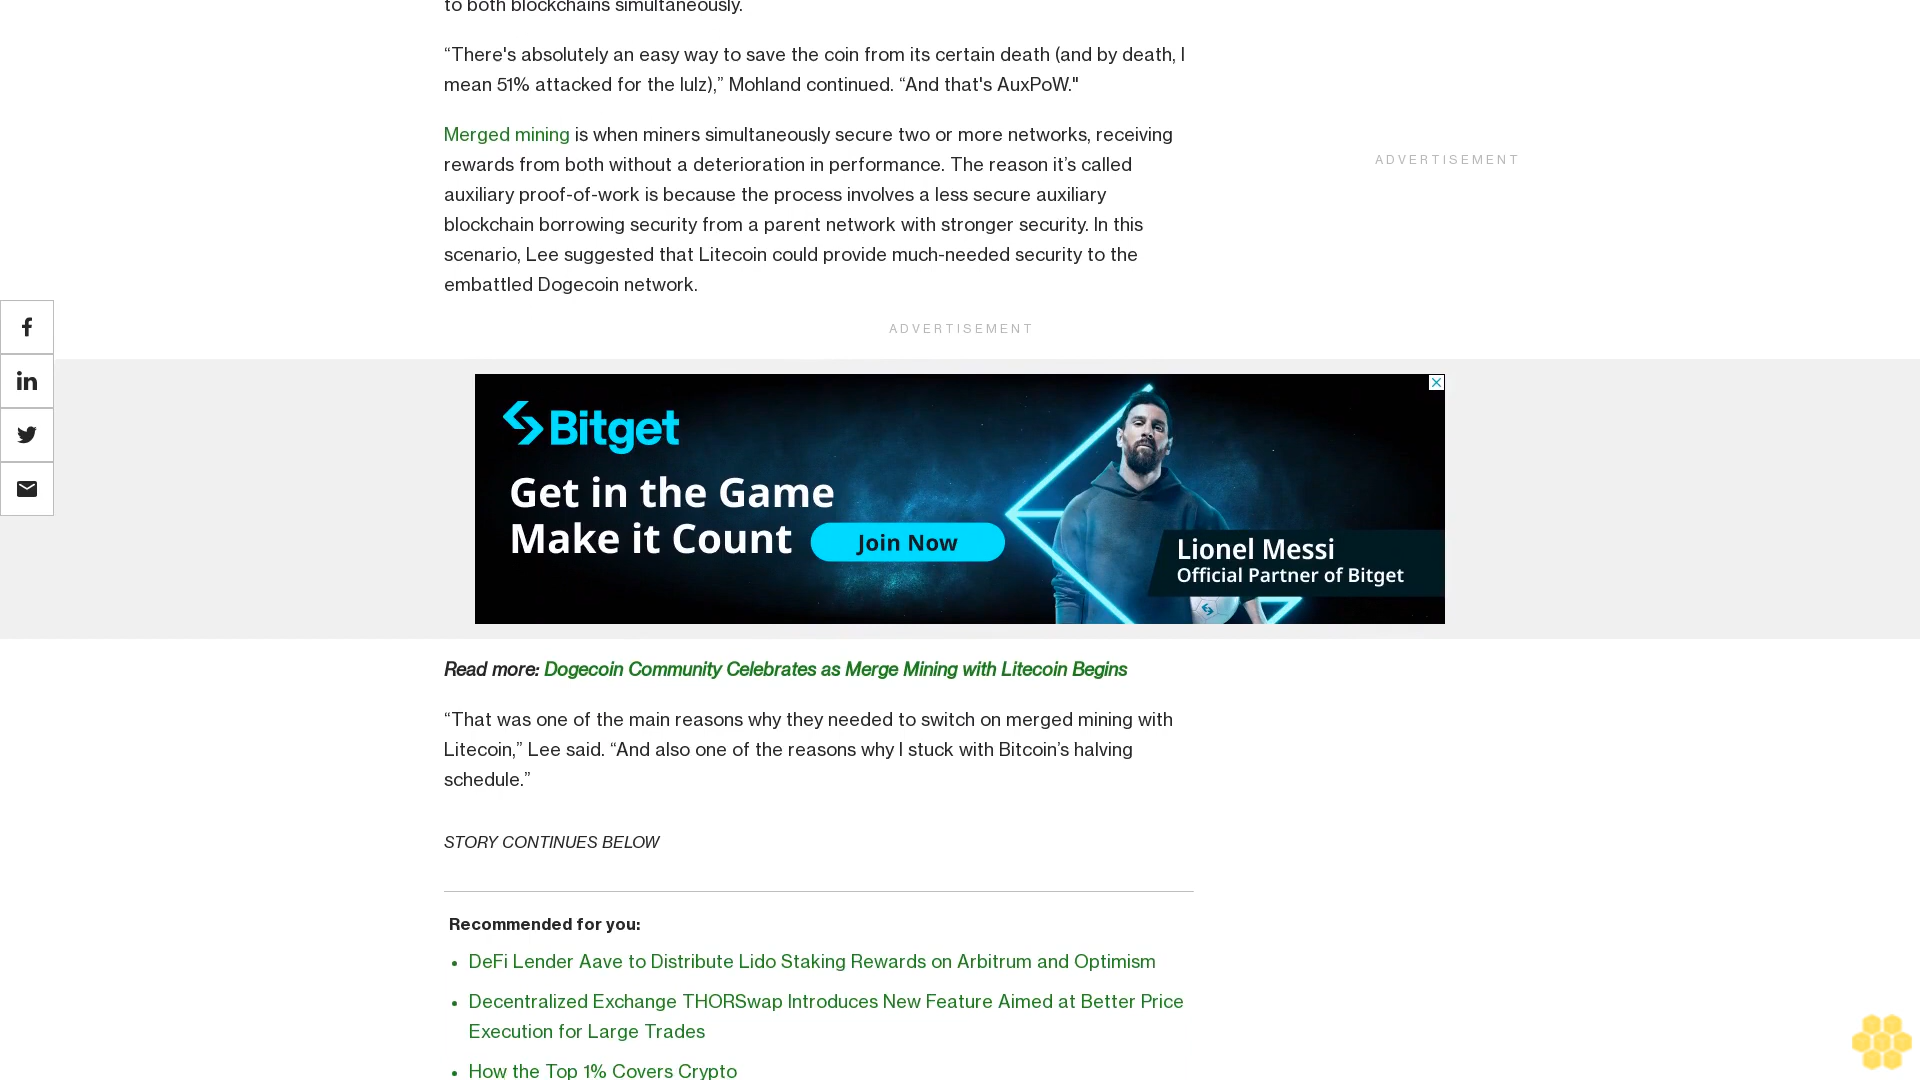 to both blockchains simultaneously.
“There's absolutely an easy way to save the coin from its certain death (and by death, I
mean 51% attacked for the lulz),” Mohland continued. “And that's AuxPoW."
Merged mining is when miners simultaneously secure two or more networks, receiving
rewards from both without a deterioration in performance. The reason it’s called
auxiliary proof-of-work is because the process involves a less secure auxiliary
blockchain borrowing security from a parent network with stronger security. In this
scenario, Lee suggested that Litecoin could provide much-needed security to the
embattled Dogecoin network.
ADVERTISEMENT
ADVERTISEMENT
Bitget
Get in the Game
Make it Count
Join Now
Lionel Messi
Official Partner of Bitget
Read more: Dogecoin Community Celebrates as Merge Mining with Litecoin Begins
“That was one of the main reasons why they needed to switch on merged mining with
Litecoin,” Lee said. “And also one of the reasons why I stuck with Bitcoin’s halving
schedule.”
STORY CONTINUES BELOW
Recommended for you:
• DeFi Lender Aave to Distribute Lido Staking Rewards on Arbitrum and Optimism
• Decentralized Exchange THORSwap Introduces New Feature Aimed at Better Price
Execution for Large Trades
• How the Top 1% Covers Crypto